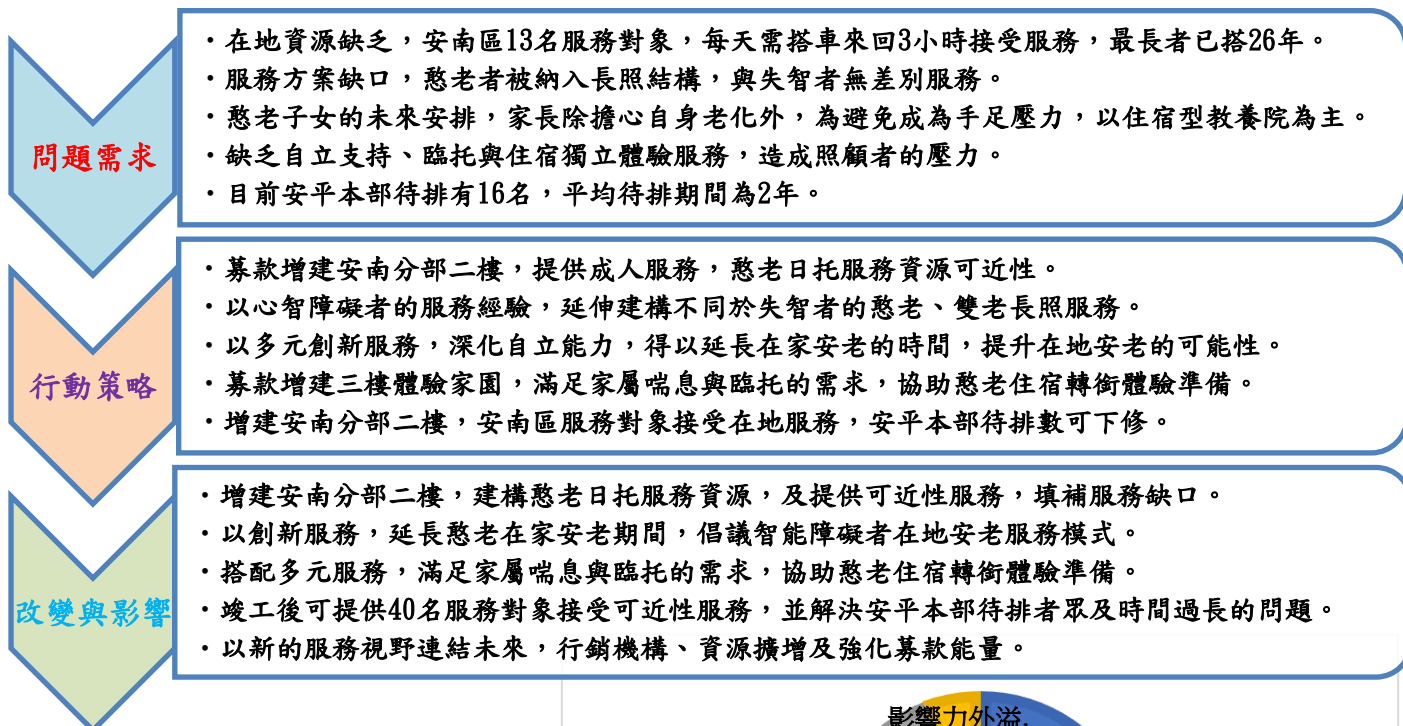 ・在地資源缺乏，安南區13名服務對象，每天需搭車來回3小時接受服務，最長者已搭26年。
・服務方案缺口，憨老者被納入長照結構，與失智者無差別服務。
・憨老子女的未來安排，家長除擔心自身老化外，為避免成為手足壓力，以住宿型教養院為主。
問題需求
・缺乏自立支持、臨托與住宿獨立體驗服務，造成照顧者的壓力。
・目前安平本部待排有16名，平均待排期間為2年。
・募款增建安南分部二樓，提供成人服務，憨老日托服務資源可近性。
・以心智障礙者的服務經驗，延伸建構不同於失智者的憨老、雙老長照服務。
・以多元創新服務，深化自立能力，得以延長在家安老的時間，提升在地安老的可能性。
行動策略
・募款增建三樓體驗家園，滿足家屬喘息與臨托的需求，協助憨老住宿轉銜體驗準備。
・增建安南分部二樓，安南區服務對象接受在地服務，安平本部待排數可下修。
・增建安南分部二樓，建構憨老日托服務資源，及提供可近性服務，填補服務缺口。
・以創新服務，延長憨老在家安老期間，倡議智能障礙者在地安老服務模式。
・搭配多元服務，滿足家屬喘息與臨托的需求，協助憨老住宿轉銜體驗準備。
改變與影響
・竣工後可提供40名服務對象接受可近性服務，並解決安平本部待排者眾及時間過長的問題。
・以新的服務視野連結未來，行銷機構、資源擴增及強化募款能量。
影響力外溢,